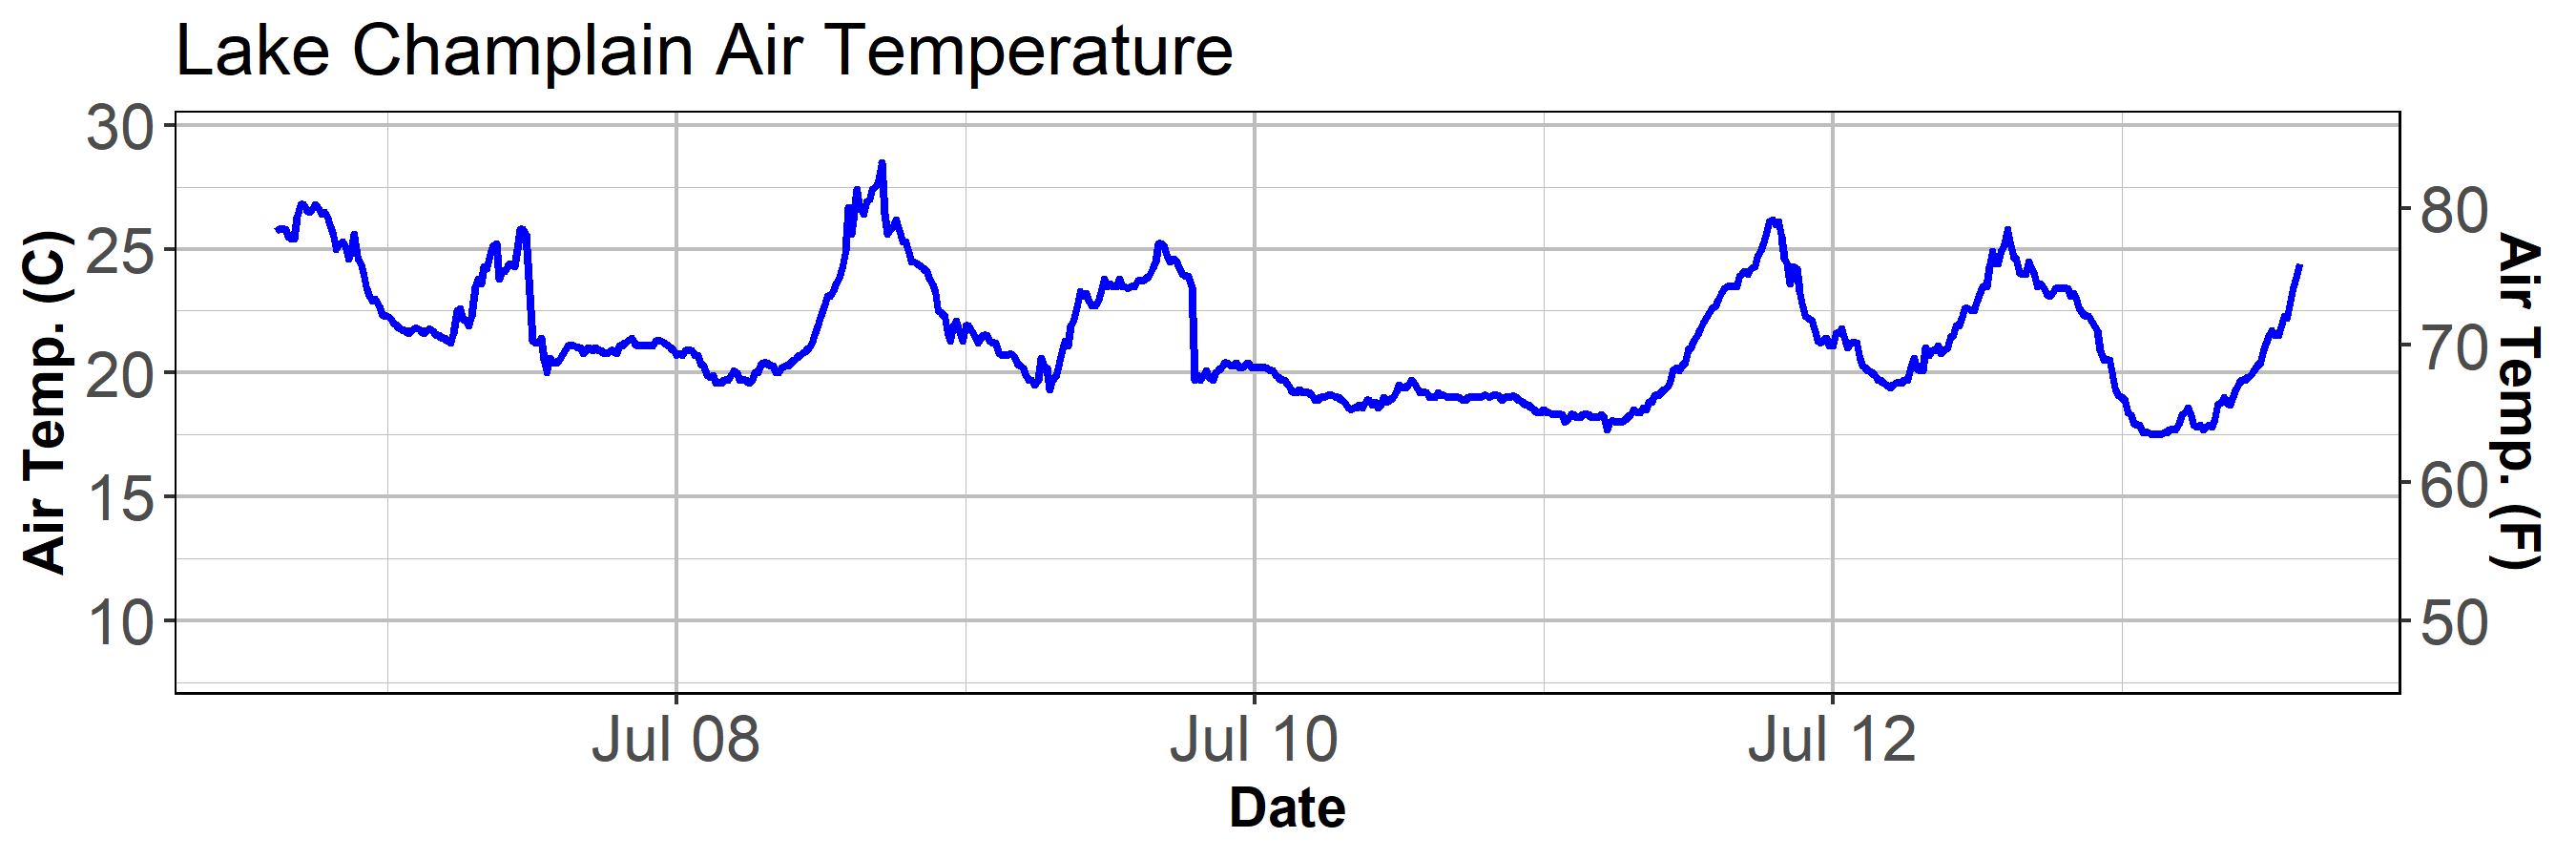 Lake Champlain Air Temperature
30
25
20
15
10
Air Temp. (C)
80
70
60
50
Air Temp. (F)
Jul 08
Jul 10
Jul 12
Date